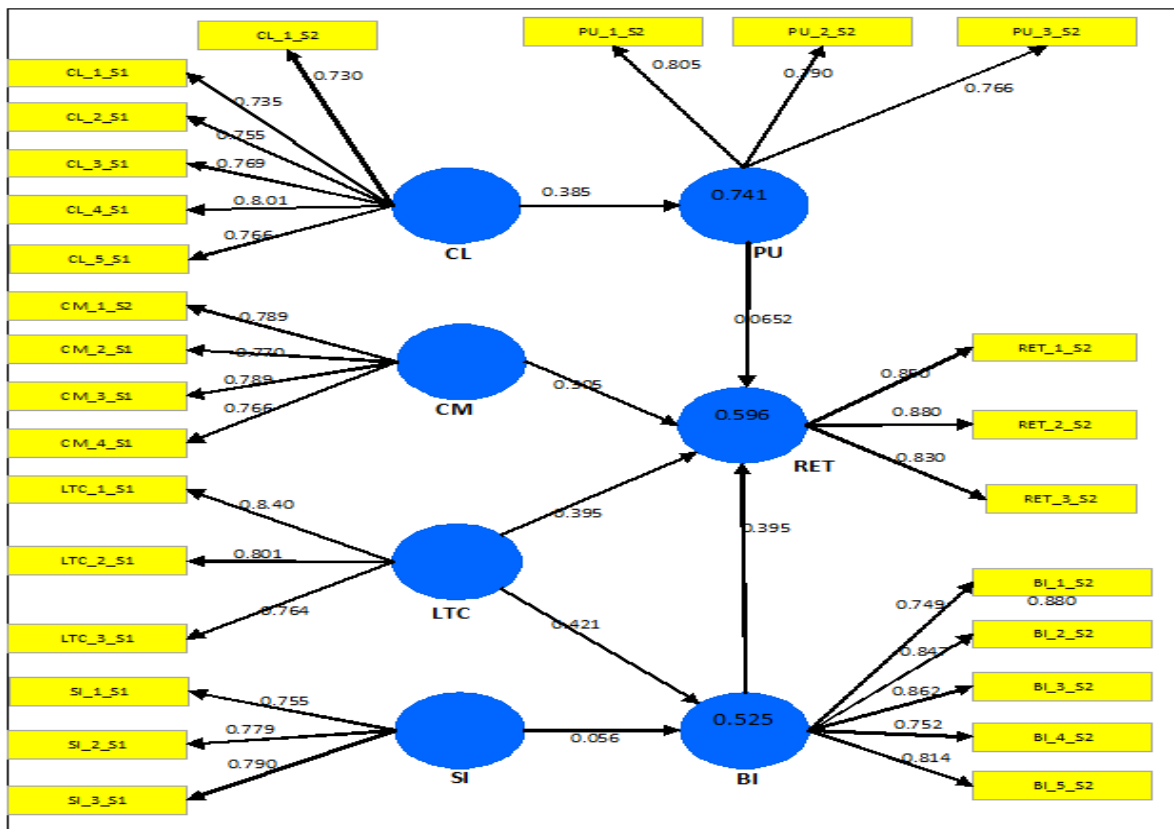 CL_1_S2
PU_1_S2
PU_2_S2
PU_3_S2
CL_1_S1
CL_2_S1
CL_3_S1
CL_4_S1
CL_5_S1
0.730
0.735
0.755
0.769
0.8.01
0.766
0.805
0.790
0.766
CL
0.385
0.741
PU
CM_1_S2
CM_2_S1
CM_3_S1
CM_4_S1
0.789
0.770
0.789
0.766
CM
0.305
0.0652
0.596
RET
RET_1_S2
RET_2_S2
RET_3_S2
0.850
0.880
0.830
LTC_1_S1
LTC_2_S1
LTC_3_S1
0.8.40
0.801
0.764
LTC
0.395
0.421
0.395
SI_1_S1
SI_2_S1
SI_3_S1
0.755
0.779
0.790
SI
0.056
0.525
BI
BI_1_S2
0.880
BI_2_S2
BI_3_S2
BI_4_S2
BI_5_S2
0.749
0.847
0.862
0.752
0.814